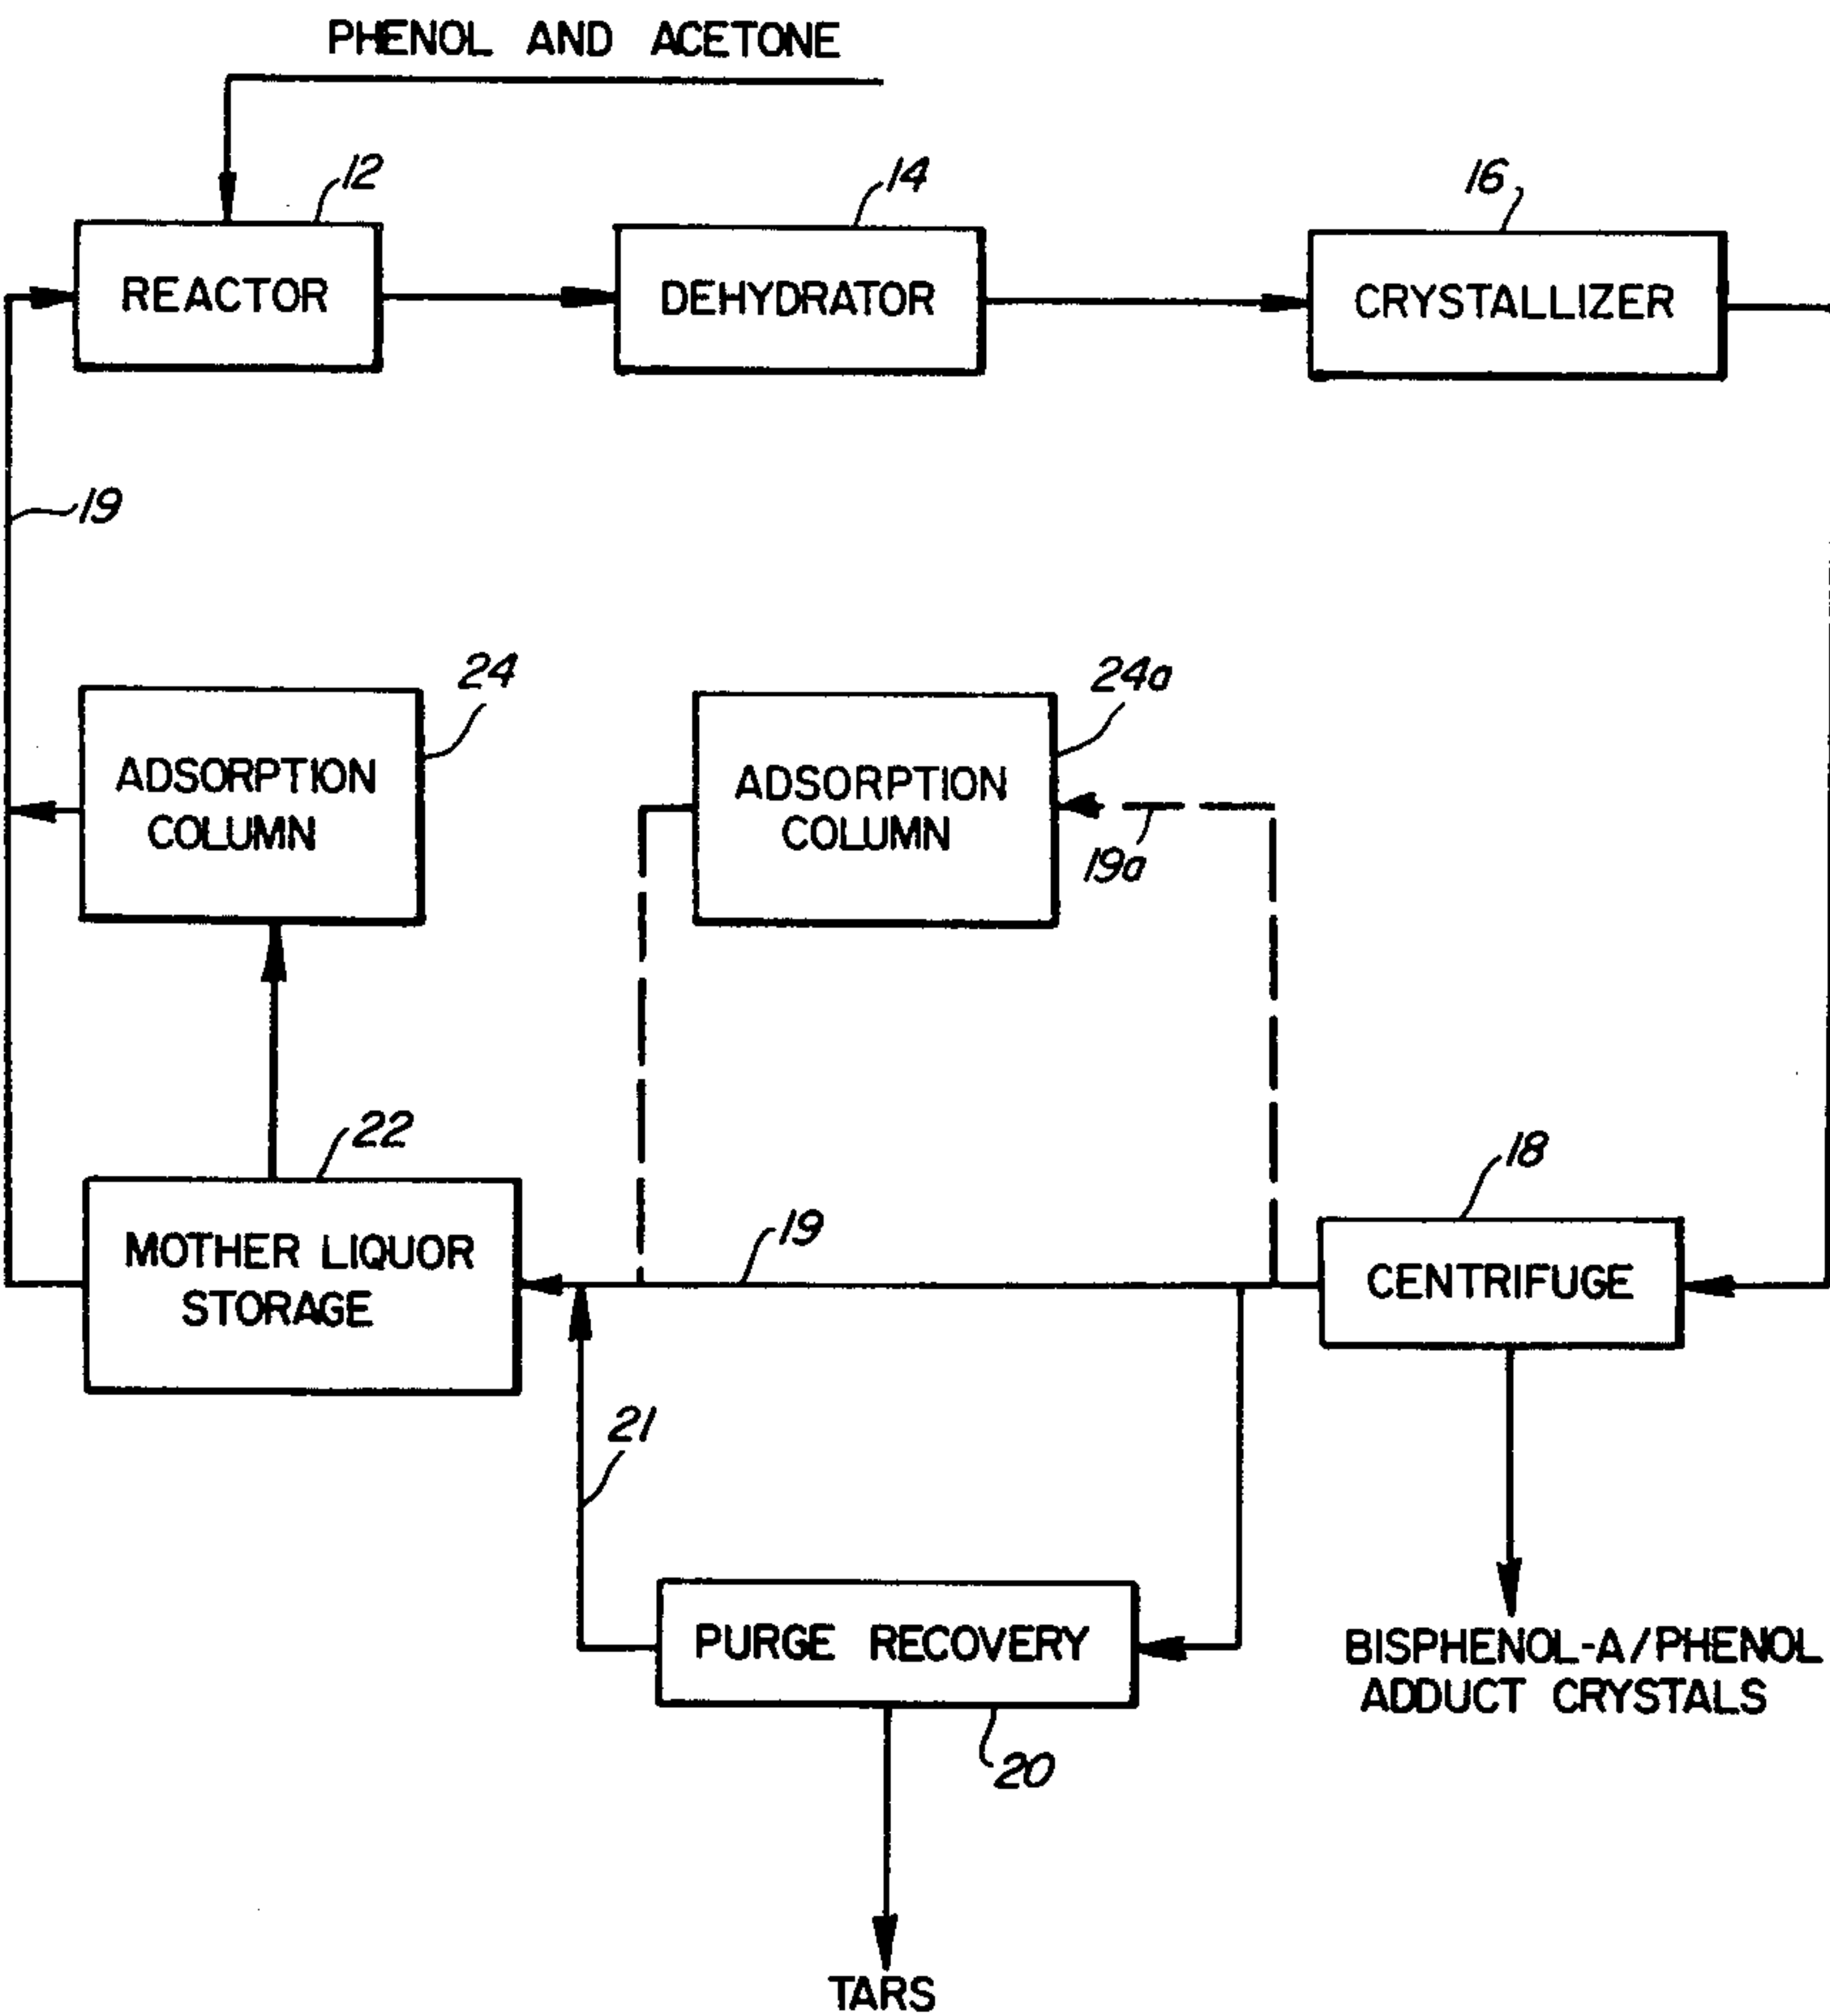 PHENOL AND ACETONE
12
14
16
REACTOR
DEHYDRATOR
CRYSTALLIZER
19
24
24a
ADSORPTION
COLUMN
ADSORPTION
COLUMN
19a
22
18
19
MOTHER LIQUOR
STORAGE
CENTRIFUGE
21
PURGE RECOVERY
BISPHENOL-A/PHENOL
ADDUCT CRYSTALS
20
TARS